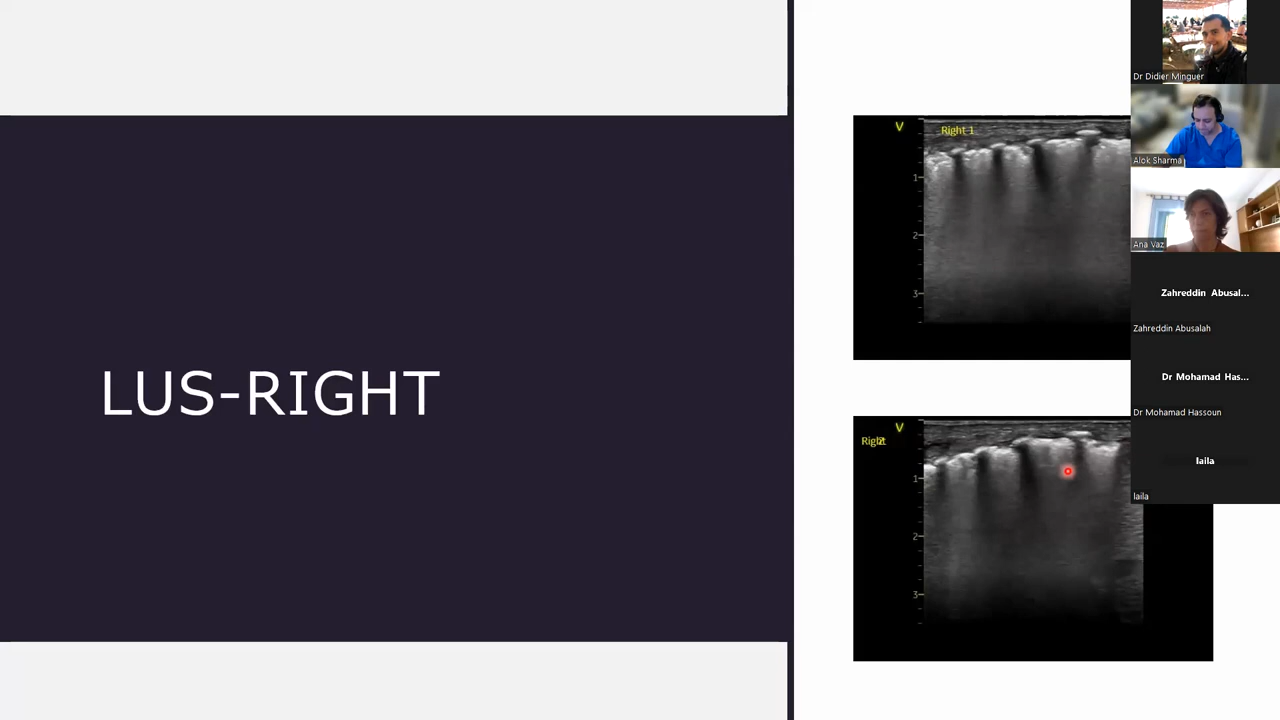 LUS-RIGHT
V
Right 1
1
2
3
V
Right
2
1
2
3
Dr Didier Minguer
Alok Sharma
Ana Vaz
Zahreddin Abusal...
Zahreddin Abusalah
Dr Mohamad Has...
Dr Mohamad Hassoun
laila
laila